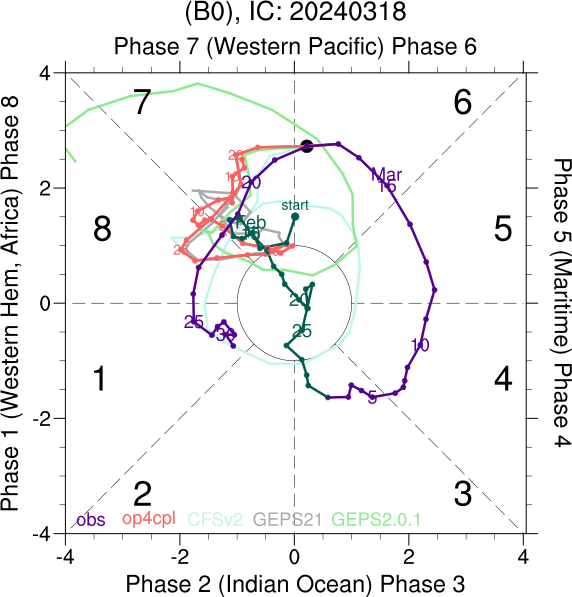 (B0), IC: 20240318
Phase 7 (Western Pacific) Phase 6
Phase 1 (Western Hem, Africa) Phase 8
Phase 5 (Maritime) Phase 4
4
2
0
-2
-4
7
6
8
5
1
4
2
3
Mar
15
20
start
Feb
20
25
25
10
5
obs op4cpl CFSv2 GEPS21 GEPS2.0.1
-4 -2 0 2 4
Phase 2 (Indian Ocean) Phase 3